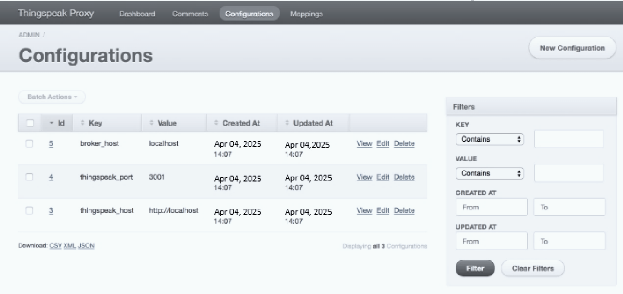 Thingspeak Proxy Dashboard Comments Configurations Mappings
ADMIN /
Configurations
New Configuration
Batch Actions
Id Key Value Created At Updated At
5 broker_host localhost Apr 04, 2025 14:07 Apr 04,2025 14:07 View Edit Delete
4 thingspeak_port 3001 Apr 04, 2025 14:07 Apr 04, 2025 14:07 View Edit Delete
3 thingspeak_host http://localhost Apr 04, 2025 14:07 Apr 04, 2025 14:07 View Edit Delete
Download: CSV XML JSON
Displaying all 3 Configurations
Filters
KEY
Contains
VALUE
Contains
CREATED AT
From To
UPDATED AT
From To
Filter Clear Filters